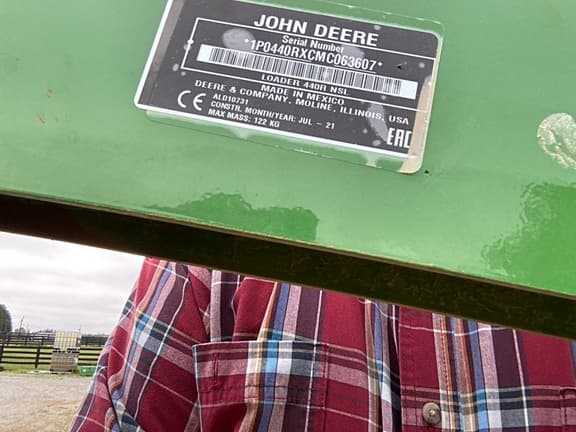 JOHN DEERE
Serial Number
*1P0440RXCMC063607*
LOADER 440R NSL
MADE IN MEXICO
DEERE & COMPANY, MOLINE, ILLINOIS, USA
CE ALO10731
CONSTR. MONTH/YEAR: JUL - 21
MAX MASS: 122 KG
EAC